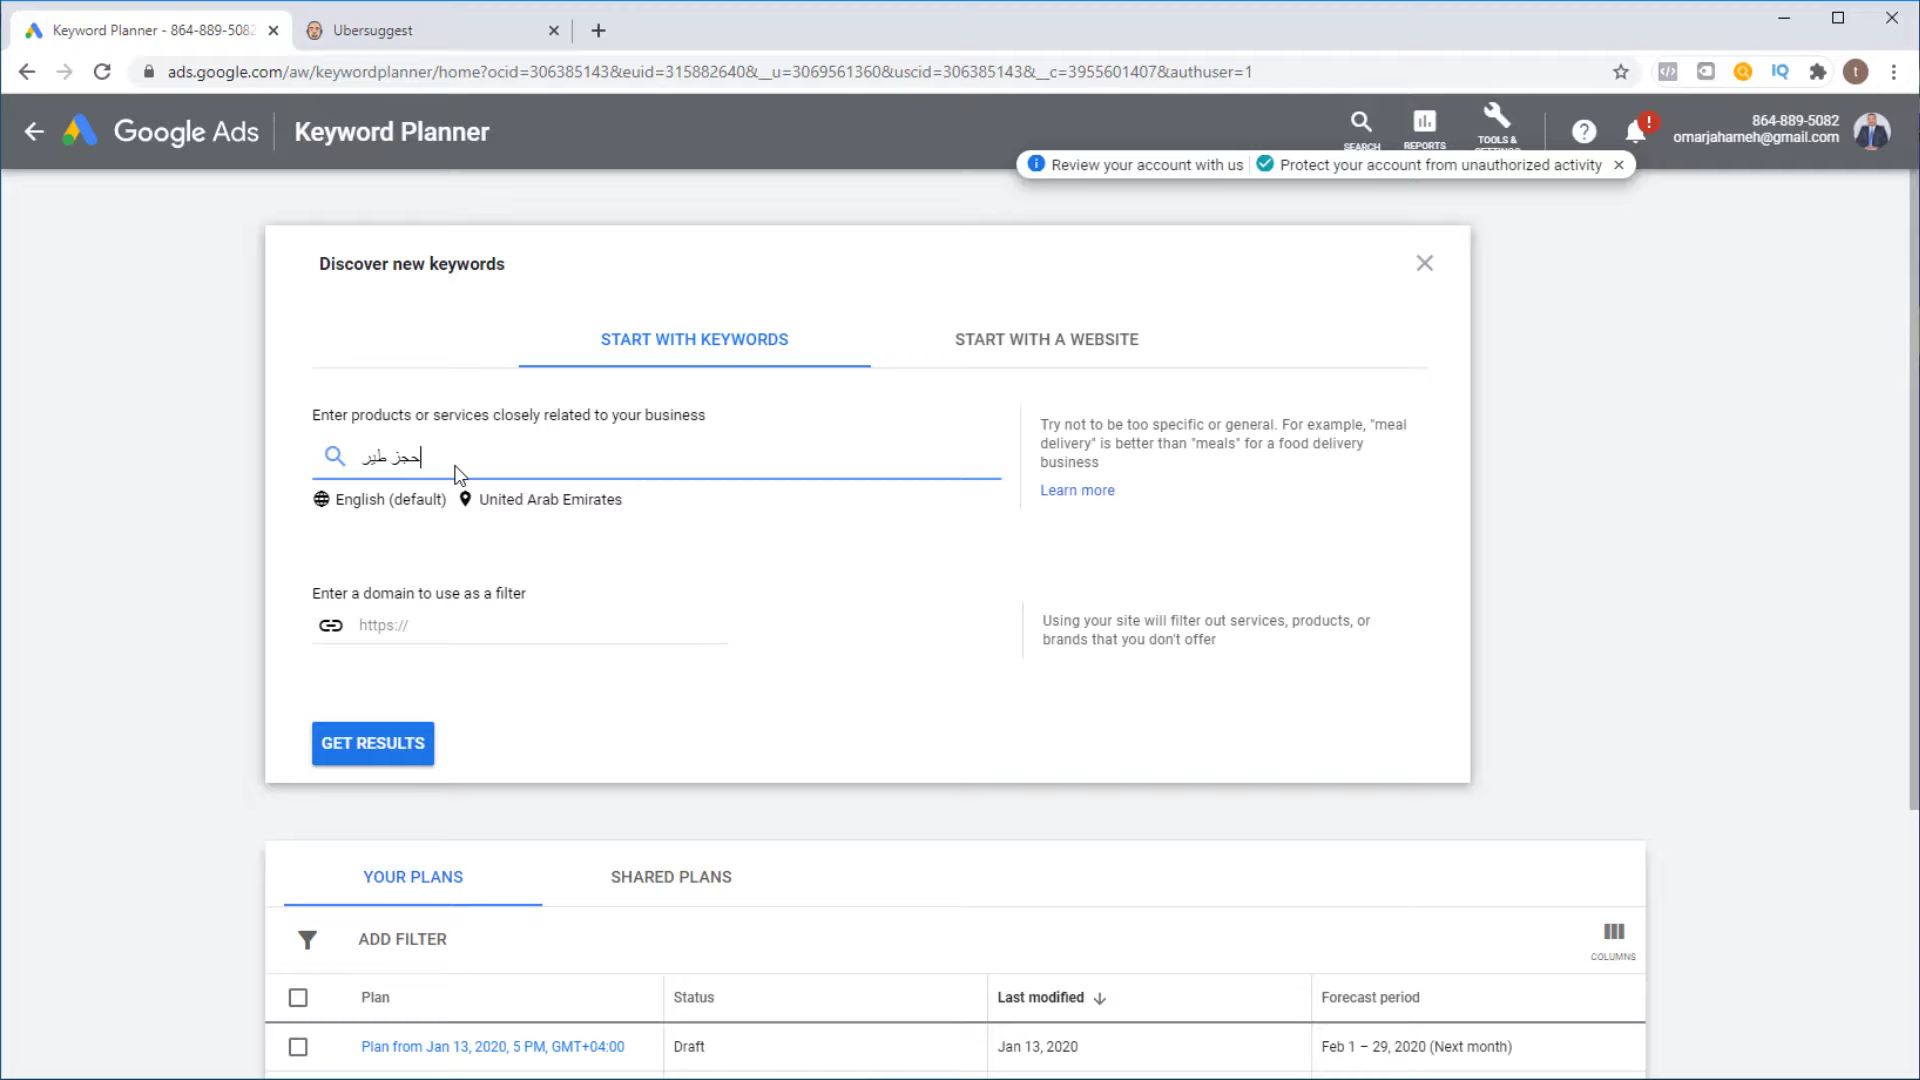 Keyword Planner - 864-889-5082
Ubersuggest
ads.google.com/aw/keywordplanner/home?ocid=306385143&euid=315882640&__u=3069561360&uscid=306385143&__c=3955601407&authuser=1
IQ
t
Google Ads
Keyword Planner
SEARCH
REPORTS
TOOLS &
SETTINGS
864-889-5082
omarjahameh@gmail.com
Review your account with us
Protect your account from unauthorized activity
Discover new keywords
START WITH KEYWORDS
START WITH A WEBSITE
Enter products or services closely related to your business
حجز طير
English (default)
United Arab Emirates
Try not to be too specific or general. For example, "meal
delivery" is better than "meals" for a food delivery
business
Learn more
Enter a domain to use as a filter
https://
Using your site will filter out services, products, or
brands that you don't offer
GET RESULTS
YOUR PLANS
SHARED PLANS
ADD FILTER
COLUMNS
Plan
Status
Last modified
Forecast period
Plan from Jan 13, 2020, 5 PM, GMT+04:00
Draft
Jan 13, 2020
Feb 1 – 29, 2020 (Next month)